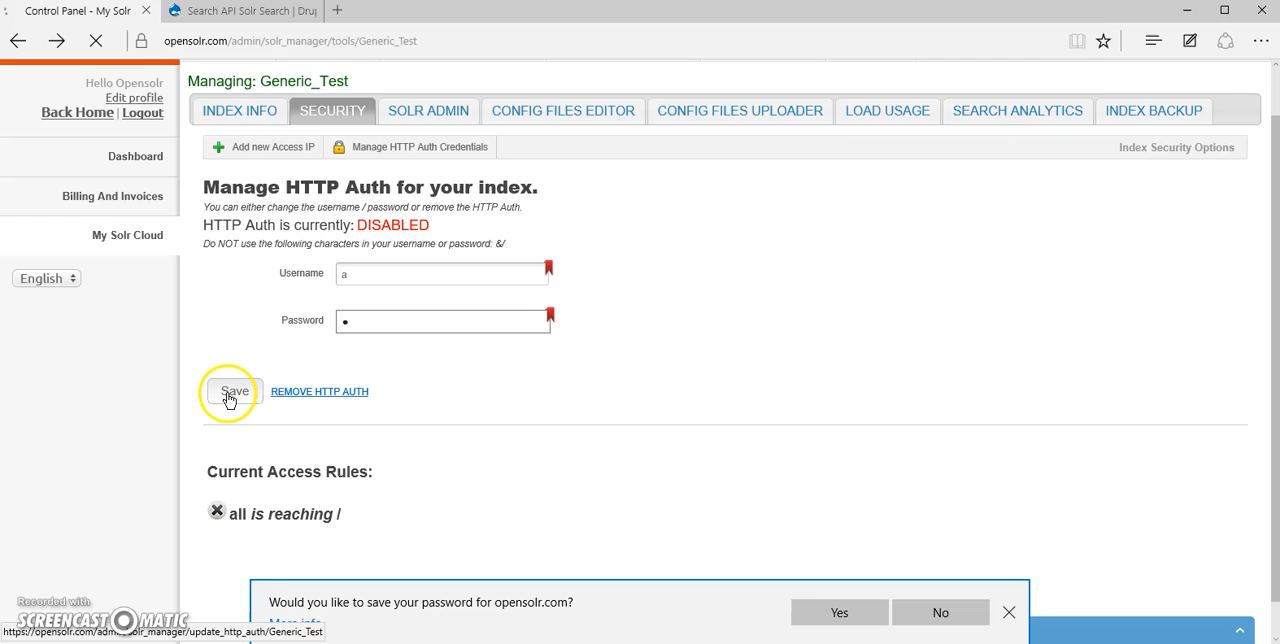 Control Panel - My Solr
Search API Solr Search | Drup
opensolr.com/admin/solr_manager/tools/Generic_Test
Hello Opensolr
Edit profile
Back Home | Logout
Dashboard
Billing And Invoices
My Solr Cloud
English
Managing: Generic_Test
INDEX INFO
SECURITY
SOLR ADMIN
CONFIG FILES EDITOR
CONFIG FILES UPLOADER
LOAD USAGE
SEARCH ANALYTICS
INDEX BACKUP
Add new Access IP
Manage HTTP Auth Credentials
Index Security Options
Manage HTTP Auth for your index.
You can either change the username / password or remove the HTTP Auth.
HTTP Auth is currently: DISABLED
Do NOT use the following characters in your username or password: &/
Username
a
Password
Save
REMOVE HTTP AUTH
Current Access Rules:
all is reaching /
Would you like to save your password for opensolr.com?
More info
Yes
No
Recorded with
SCREENCAST MATIC
https://opensolr.com/admin/solr_manager/update_http_auth/Generic_Test